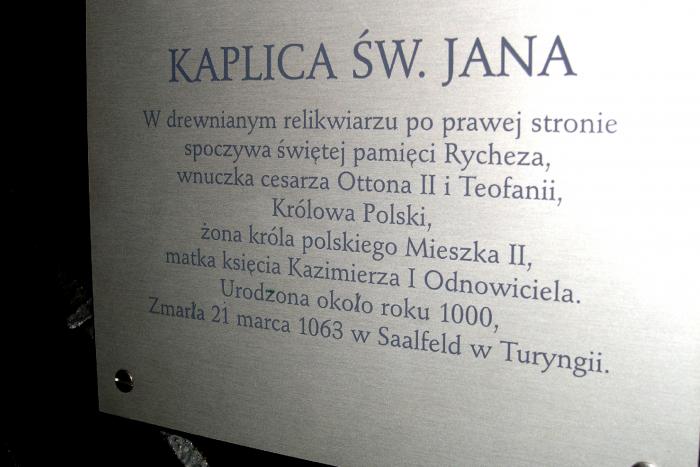 KAPLICA ŚW. JANA
W drewnianym relikwiarzu po prawej stronie
spoczywa świętej pamięci Rycheza,
wnuczka cesarza Ottona II i Teofanii,
Królowa Polski,
żona króla polskiego Mieszka II,
matka księcia Kazimierza I Odnowiciela.
Urodzona około roku 1000,
Zmarła 21 marca 1063 w Saalfeld w Turyngii.